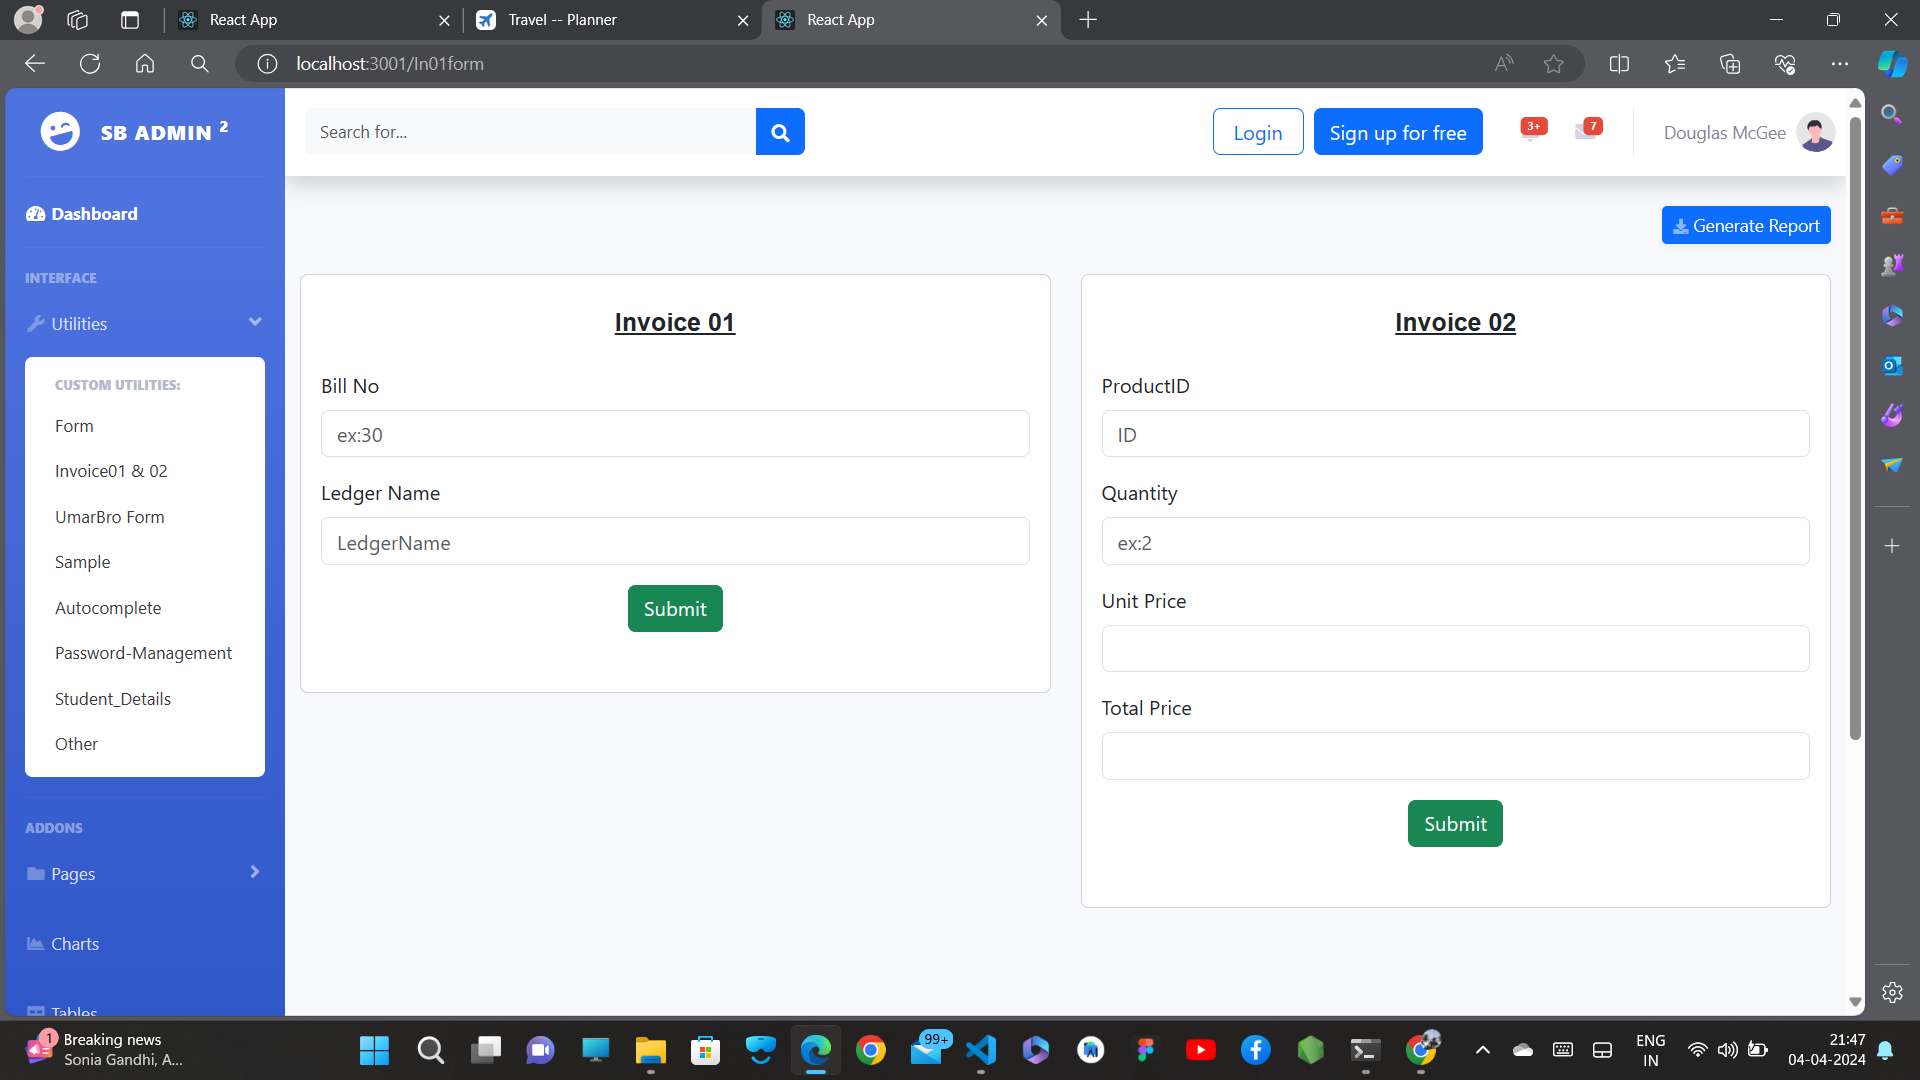 React App
Travel -- Planner
React App
localhost:3001/In01form
SB ADMIN 2
Search for...
Login
Sign up for free
3+
7
Douglas McGee
Dashboard
Generate Report
INTERFACE
Utilities
CUSTOM UTILITIES:
Form
Invoice01 & 02
UmarBro Form
Sample
Autocomplete
Password-Management
Student_Details
Other
ADDONS
Pages
Charts
Tables
Invoice 01
Bill No
ex:30
Ledger Name
LedgerName
Submit
Invoice 02
ProductID
ID
Quantity
ex:2
Unit Price
Total Price
Submit
1
Breaking news
Sonia Gandhi, A...
99+
ENG
IN
21:47
04-04-2024